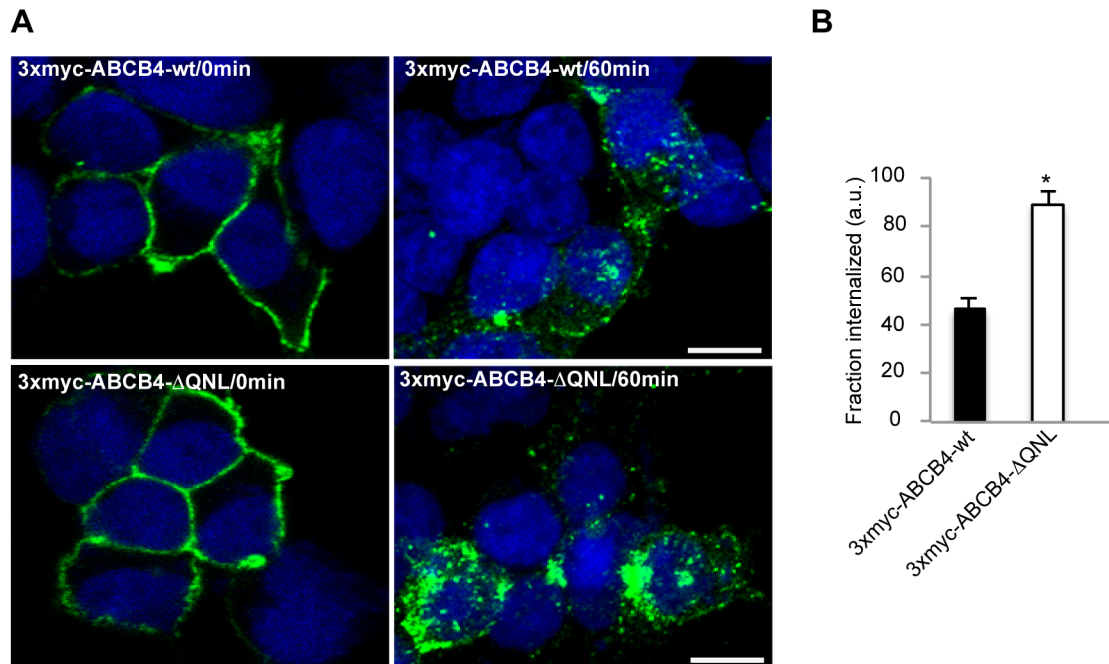 A
B
3xmyc-ABCB4-wt/0min
3xmyc-ABCB4-wt/60min
3xmyc-ABCB4-ΔQNL/0min
3xmyc-ABCB4-ΔQNL/60min
Fraction internalized (a.u.)
100
80
60
40
20
0
*
3xmyc-ABCB4-wt
3xmyc-ABCB4-ΔQNL